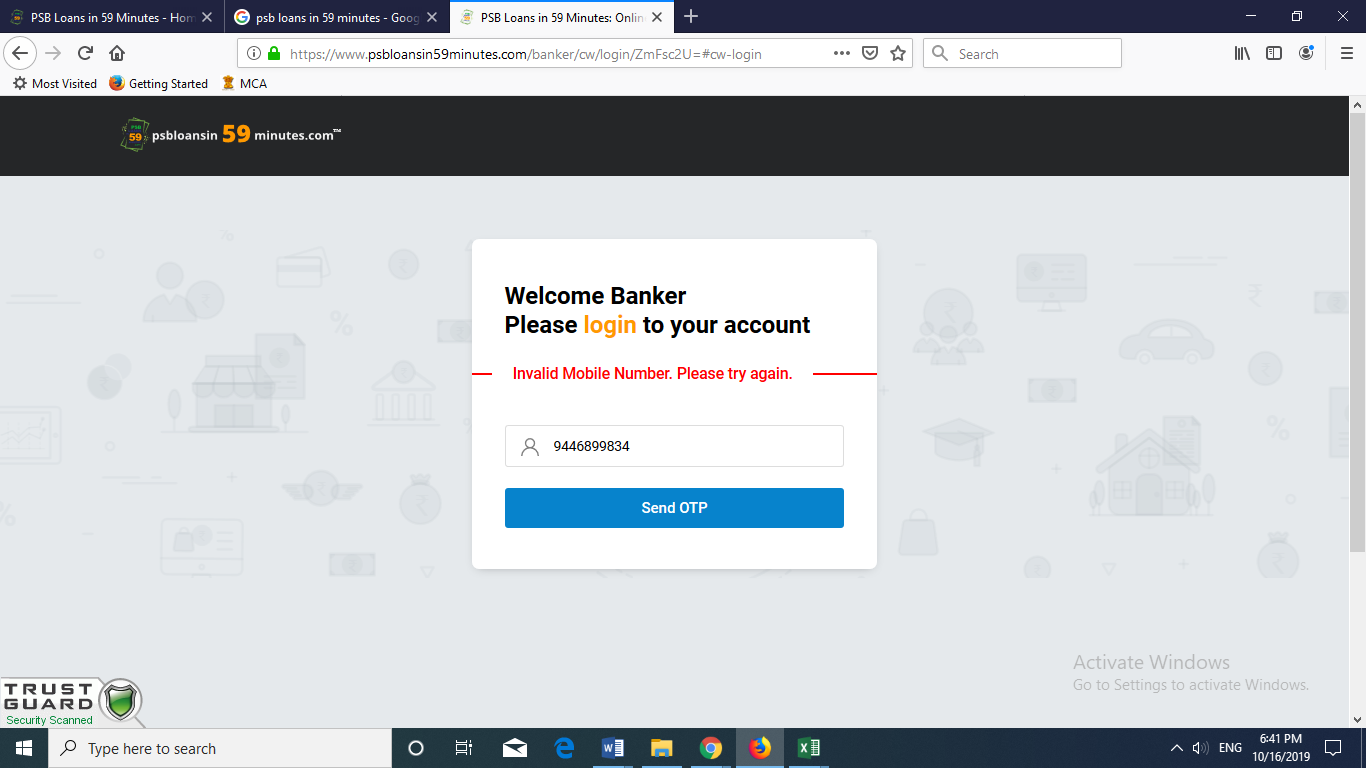 PSB Loans in 59 Minutes - Hom
psb loans in 59 minutes - Goog
PSB Loans in 59 Minutes: Onlin
https://www.psbloansin59minutes.com/banker/cw/login/ZmFsc2U=#cw-login
Search
Most Visited
Getting Started
MCA
PSB
59
psbloansin 59 minutes.com™
Welcome Banker
Please login to your account
Invalid Mobile Number. Please try again.
9446899834
Send OTP
Activate Windows
Go to Settings to activate Windows.
TRUST
GUARD
Security Scanned
Type here to search
ENG
6:41 PM
10/16/2019